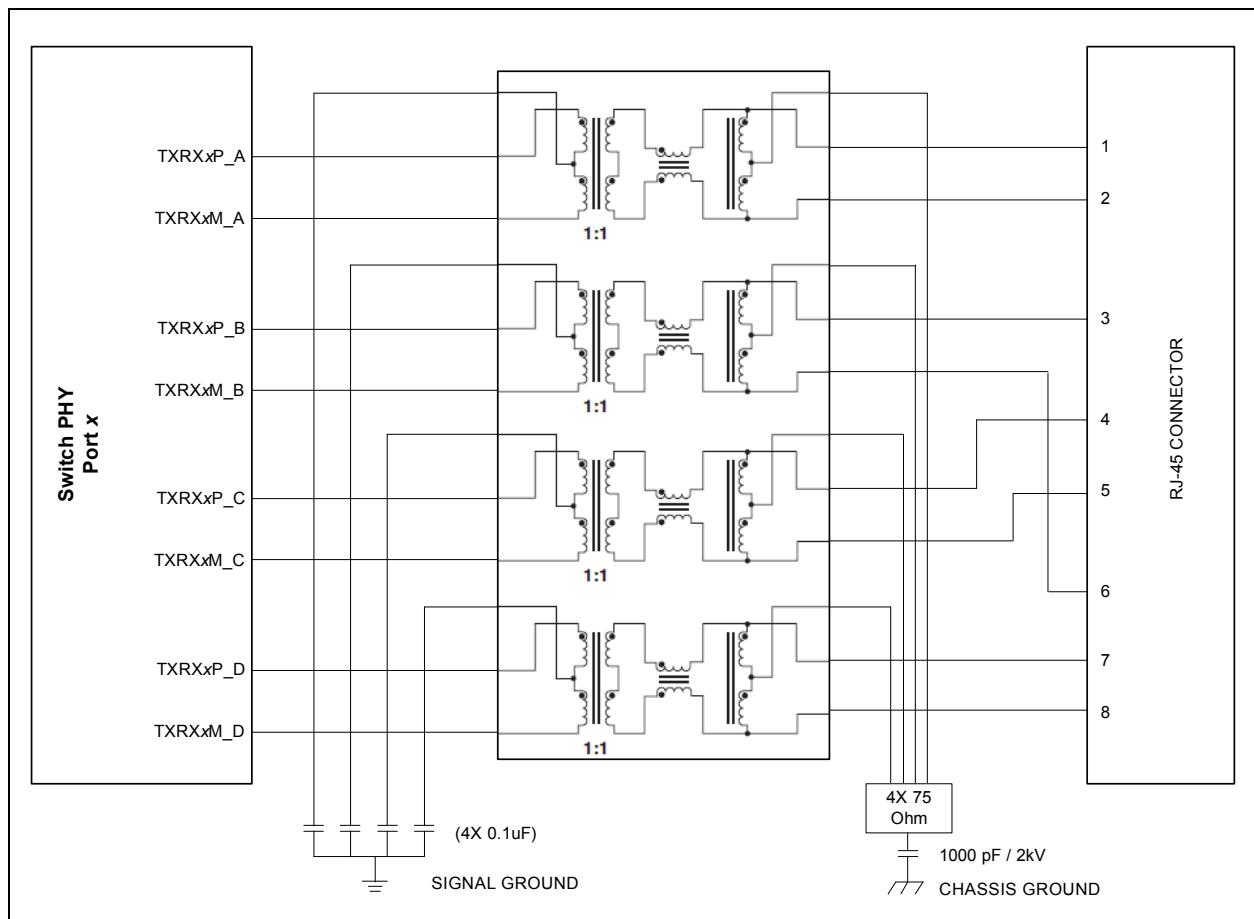 Switch PHY
Port x
TXRXxP_A
TXRXxM_A
TXRXxP_B
TXRXxM_B
TXRXxP_C
TXRXxM_C
TXRXxP_D
TXRXxM_D
1:1
1:1
1:1
1:1
1
2
3
4
5
6
7
8
RJ-45 CONNECTOR
(4X 0.1uF)
SIGNAL GROUND
4X 75
Ohm
1000 pF / 2kV
CHASSIS GROUND